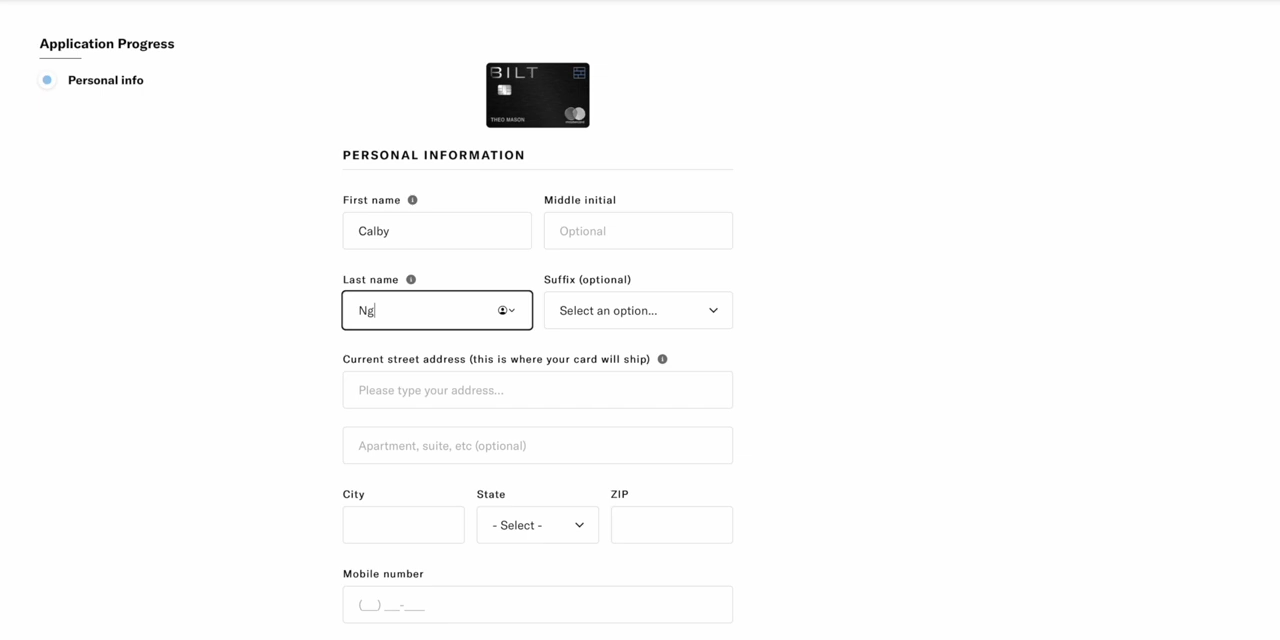 Application Progress
Personal info
BILT
THEO MASON
PERSONAL INFORMATION
First name
Middle initial
Calby
Optional
Last name
Suffix (optional)
Ng
Select an option...
Current street address (this is where your card will ship)
Please type your address...
Apartment, suite, etc (optional)
City
State
ZIP
- Select -
Mobile number
(__) __-___